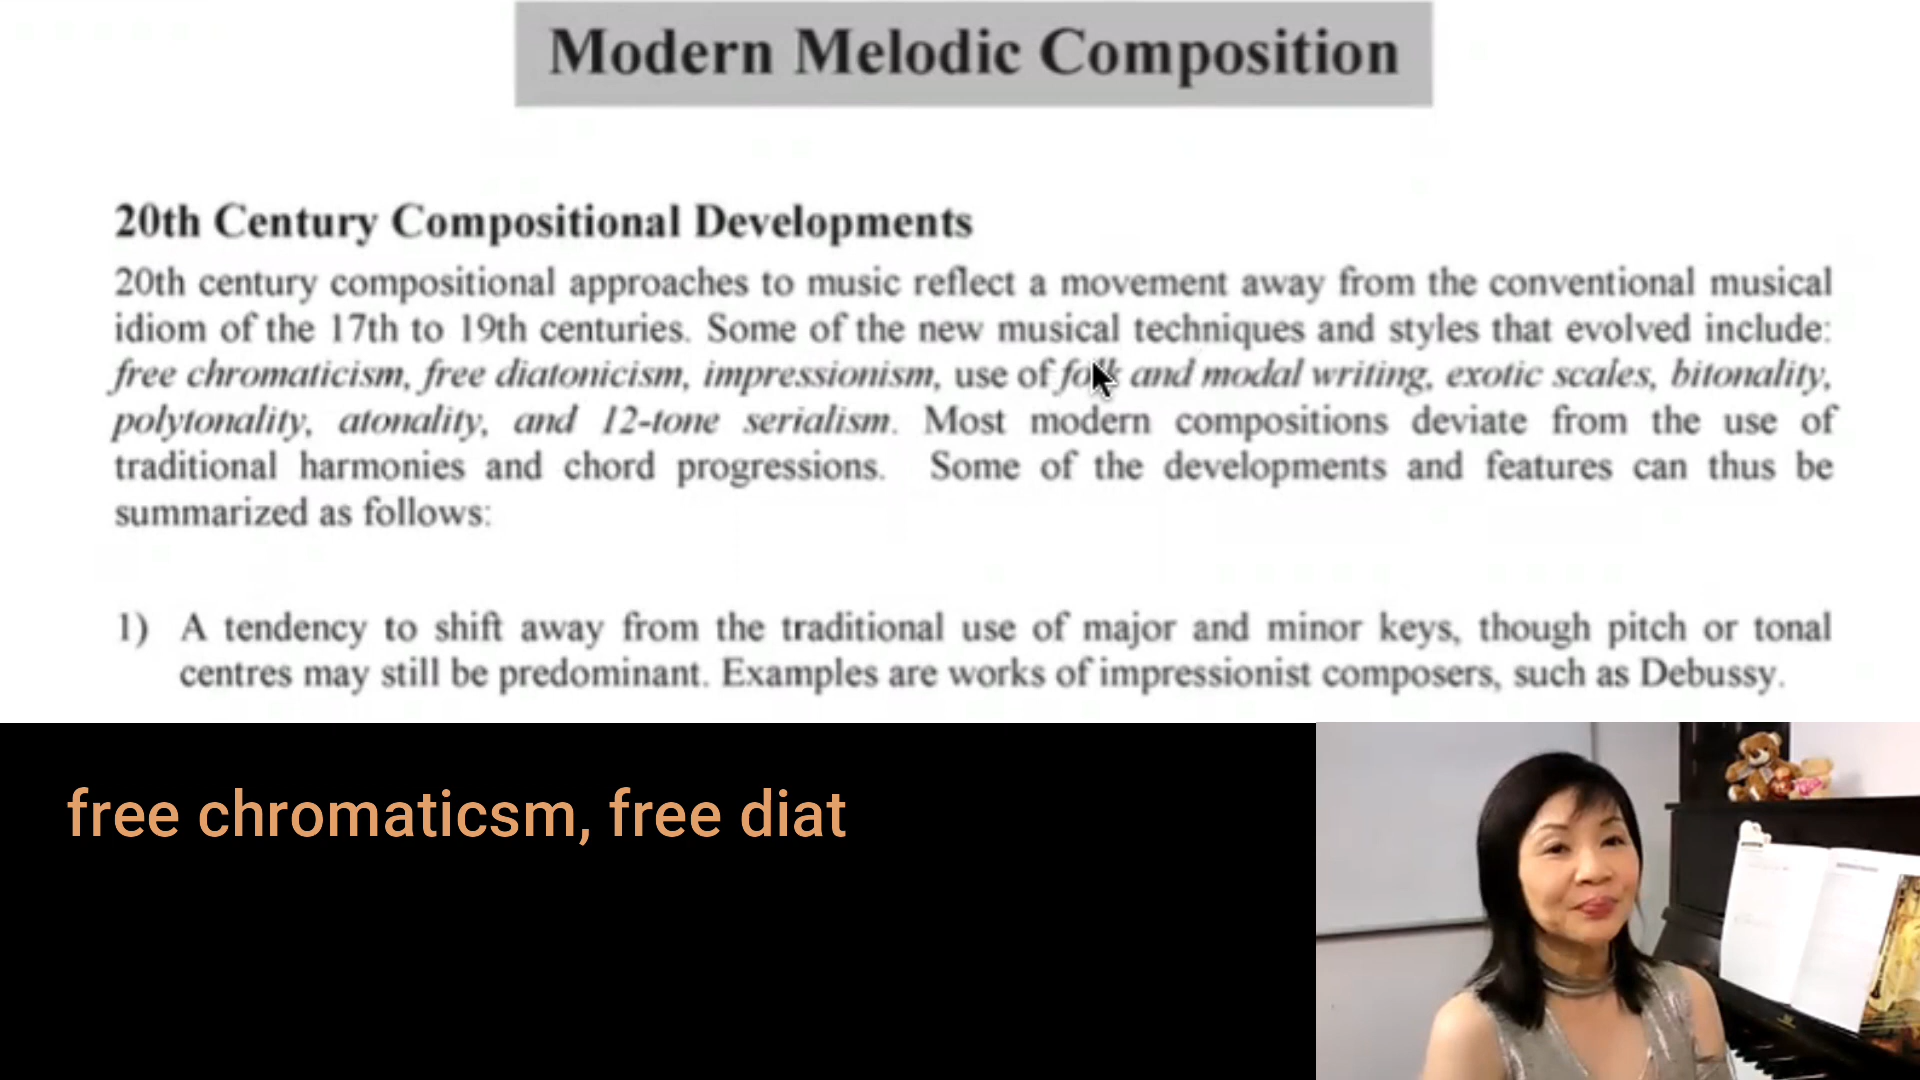 Modern Melodic Composition
20th Century Compositional Developments
20th century compositional approaches to music reflect a movement away from the conventional musical
idiom of the 17th to 19th centuries. Some of the new musical techniques and styles that evolved include:
free chromaticism, free diatonicism, impressionism, use of folk and modal writing, exotic scales, bitonality,
polytonality, atonality, and 12-tone serialism. Most modern compositions deviate from the use of
traditional harmonies and chord progressions. Some of the developments and features can thus be
summarized as follows:
1) A tendency to shift away from the traditional use of major and minor keys, though pitch or tonal
centres may still be predominant. Examples are works of impressionist composers, such as Debussy.
free chromaticsm, free diat